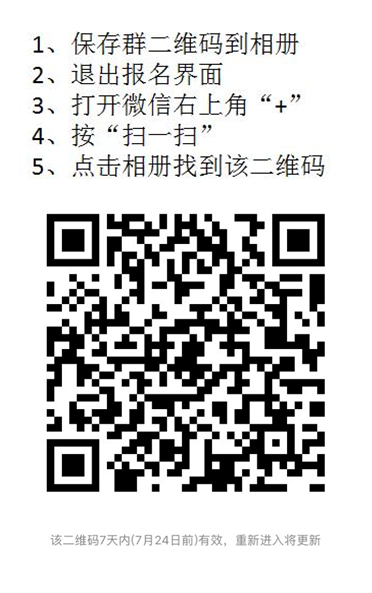 1、保存群二维码到相册
2、退出报名界面
3、打开微信右上角“+”
4、按“扫一扫”
5、点击相册找到该二维码
该二维码7天内(7月24日前)有效，重新进入将更新